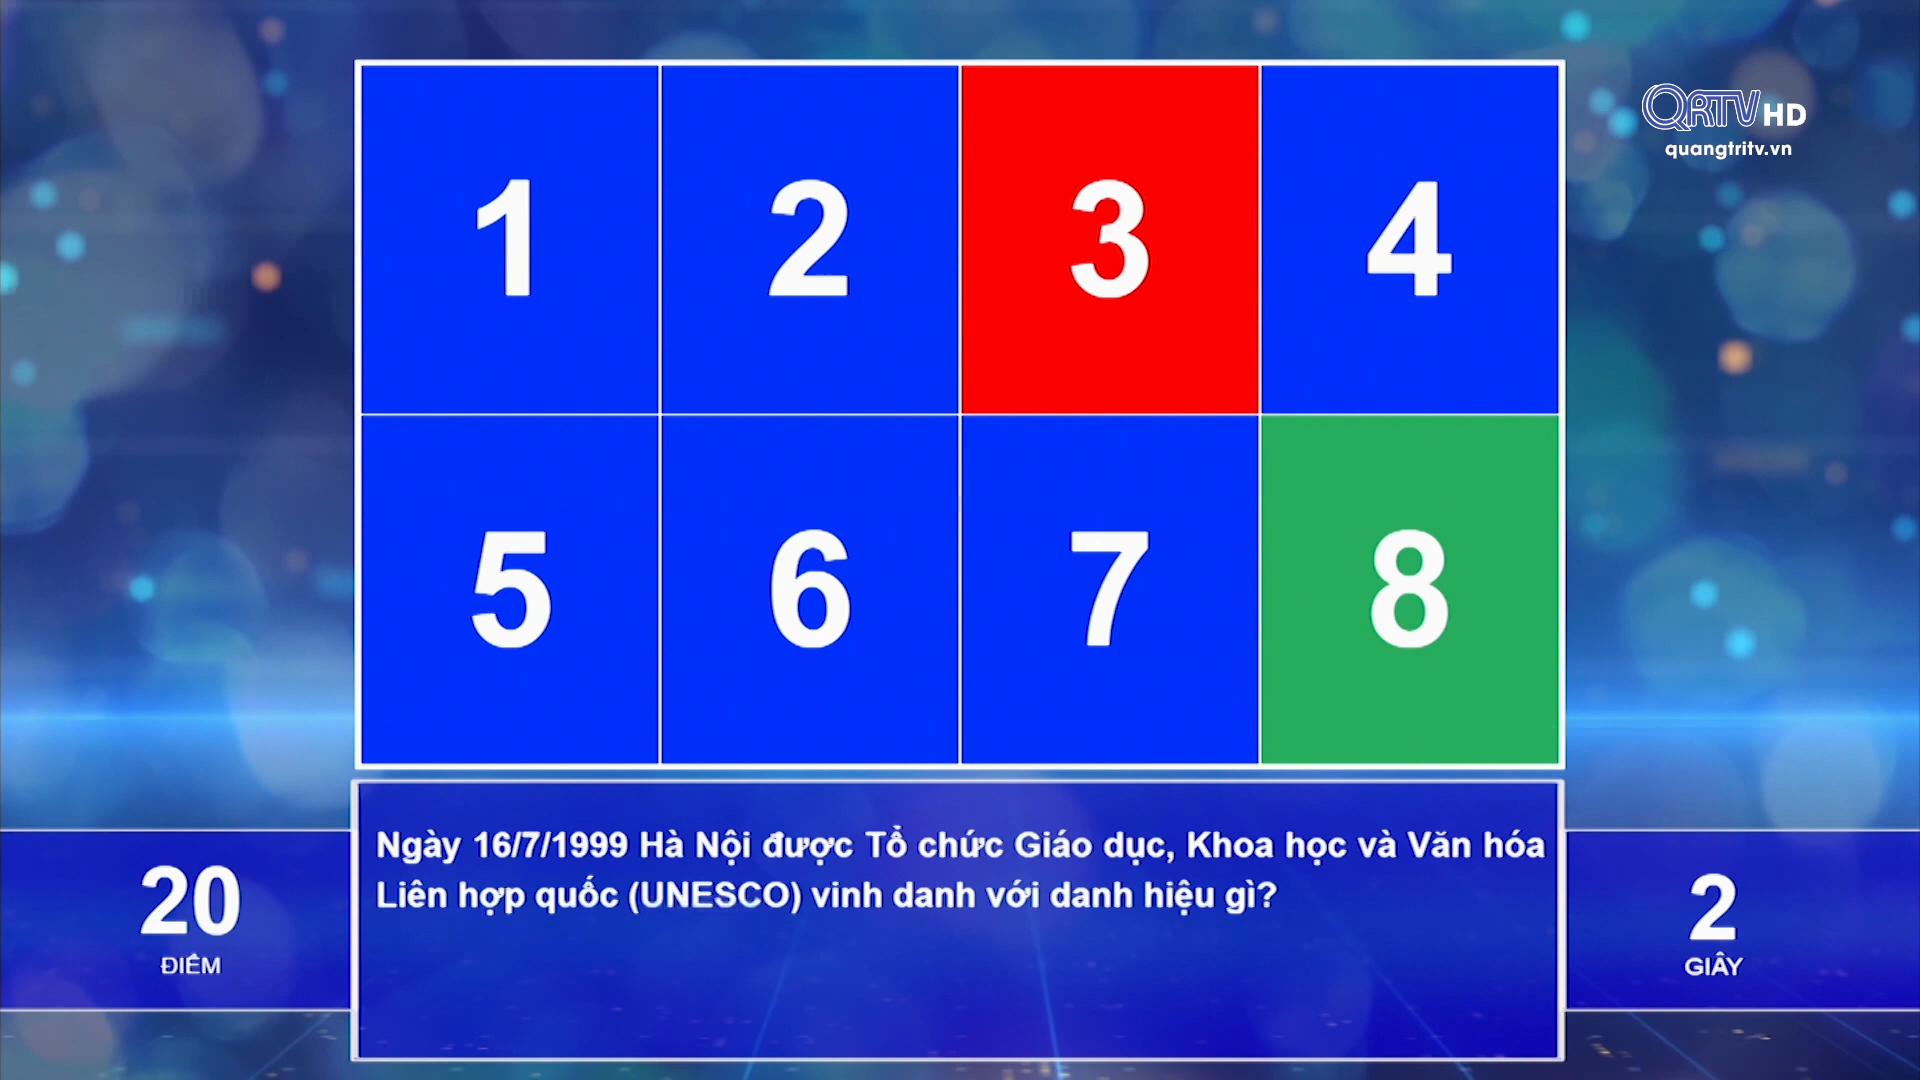 QRTV HD
quangtritv.vn
1 2 3 4
5 6 7 8
Ngày 16/7/1999 Hà Nội được Tổ chức Giáo dục, Khoa học và Văn hóa
Liên hợp quốc (UNESCO) vinh danh với danh hiệu gì?
20
ĐIỂM
2
GIÂY